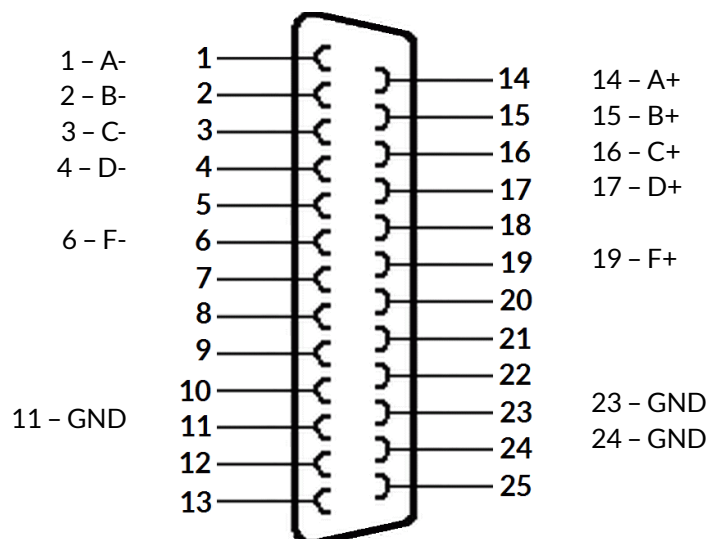 1 – A-
2 – B-
3 – C-
4 – D-
6 – F-
11 – GND
1
2
3
4
5
6
7
8
9
10
11
12
13
14
15
16
17
18
19
20
21
22
23
24
25
14 – A+
15 – B+
16 – C+
17 – D+
19 – F+
23 – GND
24 – GND